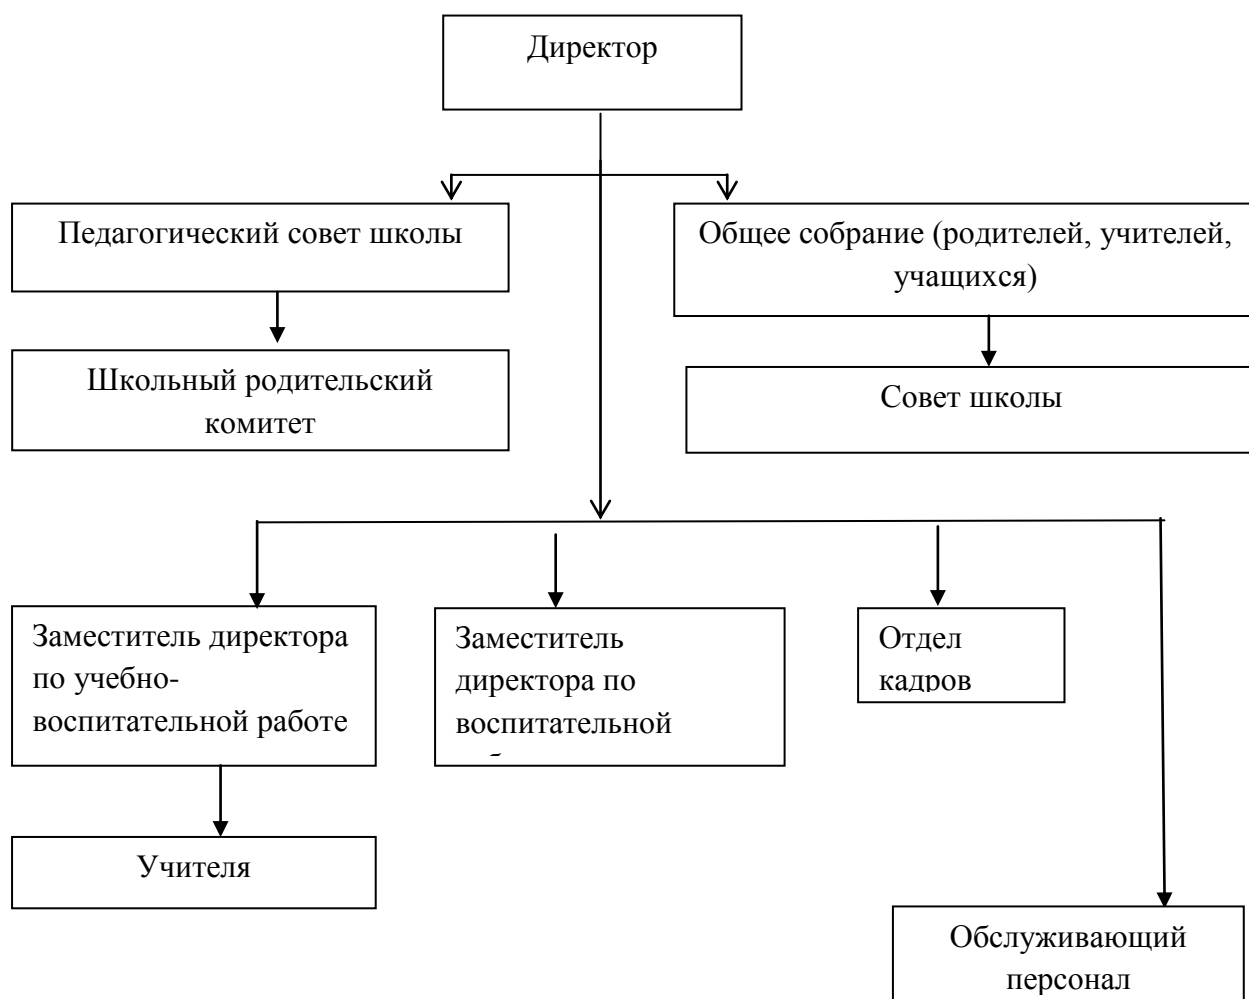 Директор
Педагогический совет школы
Общее собрание (родителей, учителей,
учащихся)
Школьный родительский
комитет
Совет школы
Заместитель директора
по учебно-
воспитательной работе
Заместитель
директора по
воспитательной
Отдел
кадров
Учителя
Обслуживающий
персонал